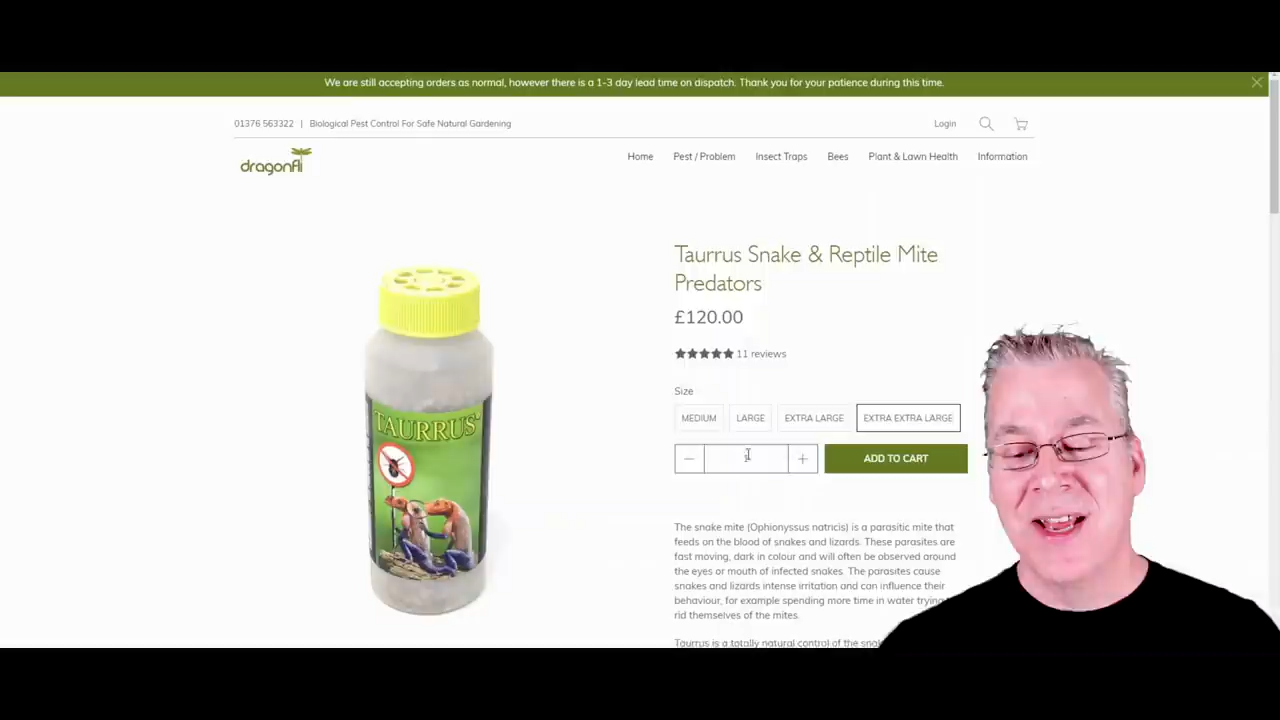 We are still accepting orders as normal, however there is a 1-3 day lead time on dispatch. Thank you for your patience during this time.
01376 563322 | Biological Pest Control For Safe Natural Gardening
Login
dragonfli
Home Pest / Problem Insect Traps Bees Plant & Lawn Health Information
Taurrus Snake & Reptile Mite
Predators
£120.00
11 reviews
Size
MEDIUM LARGE EXTRA LARGE EXTRA EXTRA LARGE
− 1 + ADD TO CART
TAURRUS®
The snake mite (Ophionyssus natricis) is a parasitic mite that
feeds on the blood of snakes and lizards. These parasites are
fast moving, dark in colour and will often be observed around
the eyes or mouth of infected snakes. The parasites cause
snakes and lizards intense irritation and can influence their
behaviour, for example spending more time in water trying
rid themselves of the mites.
Taurrus is a totally natural control of the